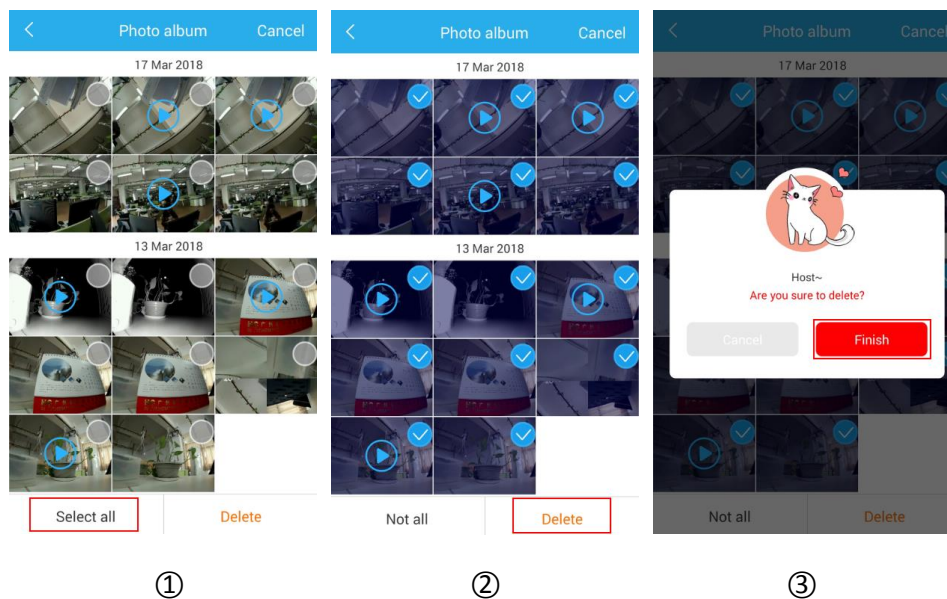 Photo album Cancel
17 Mar 2018
13 Mar 2018
Select all Delete
①
Photo album Cancel
17 Mar 2018
13 Mar 2018
Not all Delete
②
Photo album Cancel
17 Mar 2018
Host~
Are you sure to delete?
Cancel Finish
Not all Delete
③